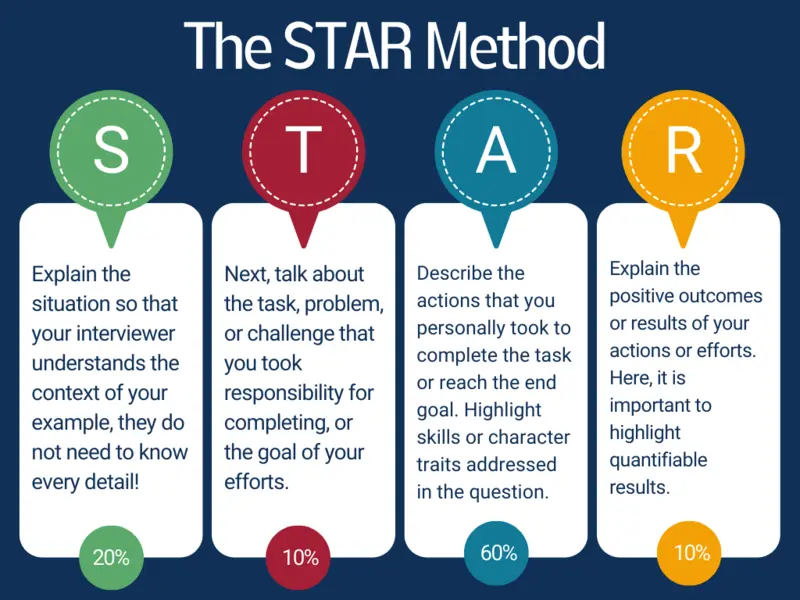 The STAR Method
S
Explain the
situation so that
your interviewer
understands the
context of your
example, they do
not need to know
every detail!
20%
T
Next, talk about
the task, problem,
or challenge that
you took
responsibility for
completing, or
the goal of your
efforts.
10%
A
Describe the
actions that you
personally took to
complete the task
or reach the end
goal. Highlight
skills or character
traits addressed
in the question.
60%
R
Explain the
positive outcomes
or results of your
actions or efforts.
Here, it is
important to
highlight
quantifiable
results.
10%